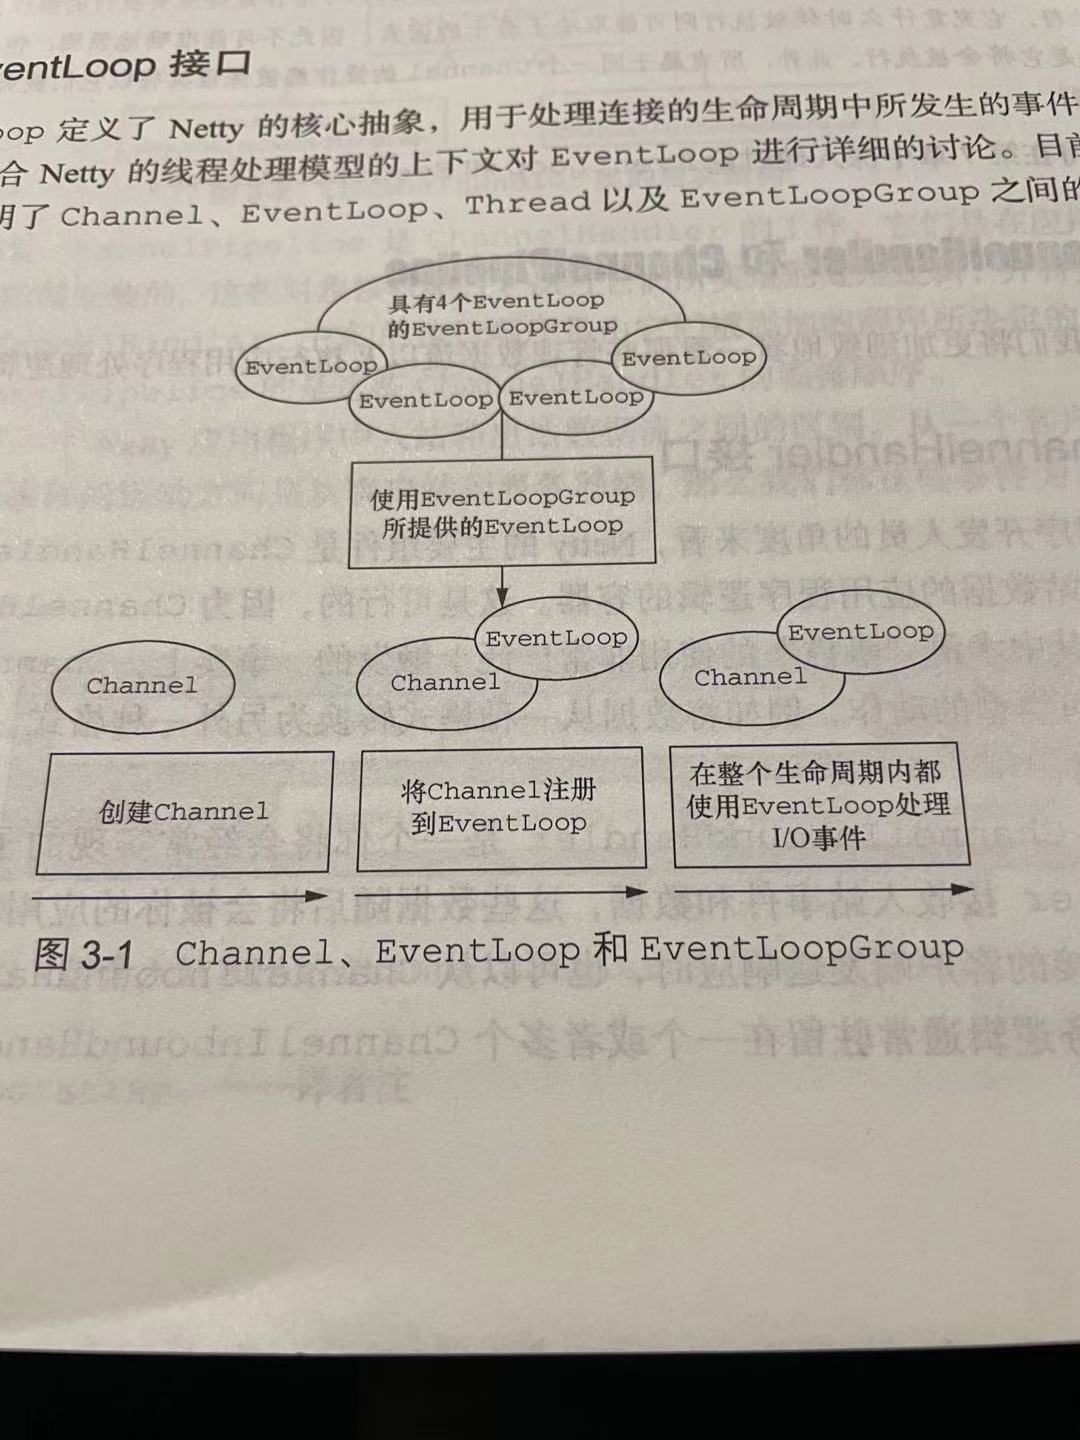 ventLoop 接口
oop 定义了 Netty 的核心抽象，用于处理连接的生命周期中所发生的事件
合 Netty 的线程处理模型的上下文对 EventLoop 进行详细的讨论。目前
明了 Channel、EventLoop、Thread 以及 EventLoopGroup 之间的
具有4个EventLoop
的EventLoopGroup
EventLoop
EventLoop
EventLoop
EventLoop
使用EventLoopGroup
所提供的EventLoop
Channel
Channel
EventLoop
Channel
EventLoop
创建Channel
将Channel注册
到EventLoop
在整个生命周期内都
使用EventLoop处理
I/O事件
图 3-1 Channel、EventLoop 和 EventLoopGroup